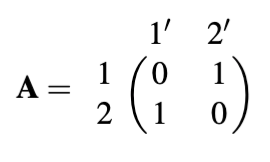 1′ 2′
A = 1 ( 0 1 )
2 ( 1 0 )